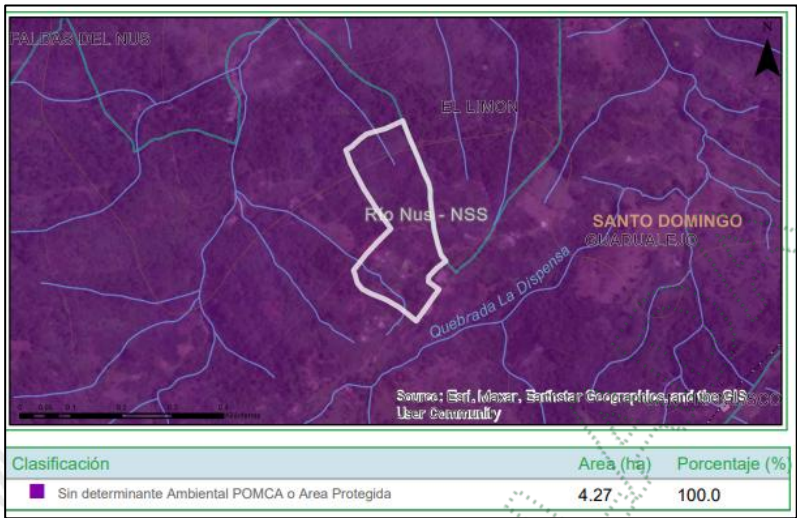 FALDAS DEL NUS
N
EL LIMON
Río Nus - NSS
SANTO DOMINGO
GUADUALEJO
Quebrada La Dispensa
Source: Esri, Maxar, Earthstar Geographics, and the GIS
User Community
Clasificación Area (ha) Porcentaje (%)
Sin determinante Ambiental POMCA o Area Protegida 4.27 100.0